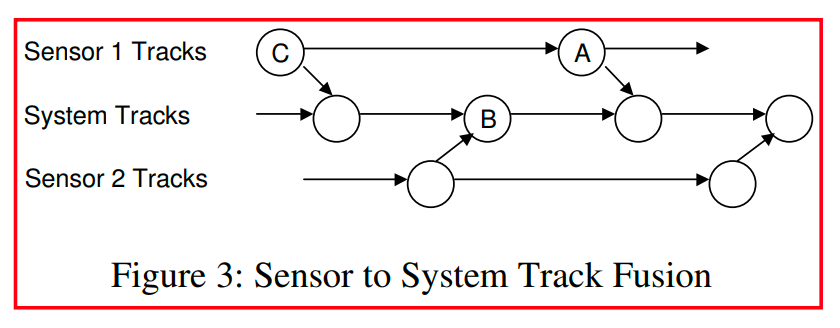 Sensor 1 Tracks
C
A
System Tracks
B
Sensor 2 Tracks
Figure 3: Sensor to System Track Fusion